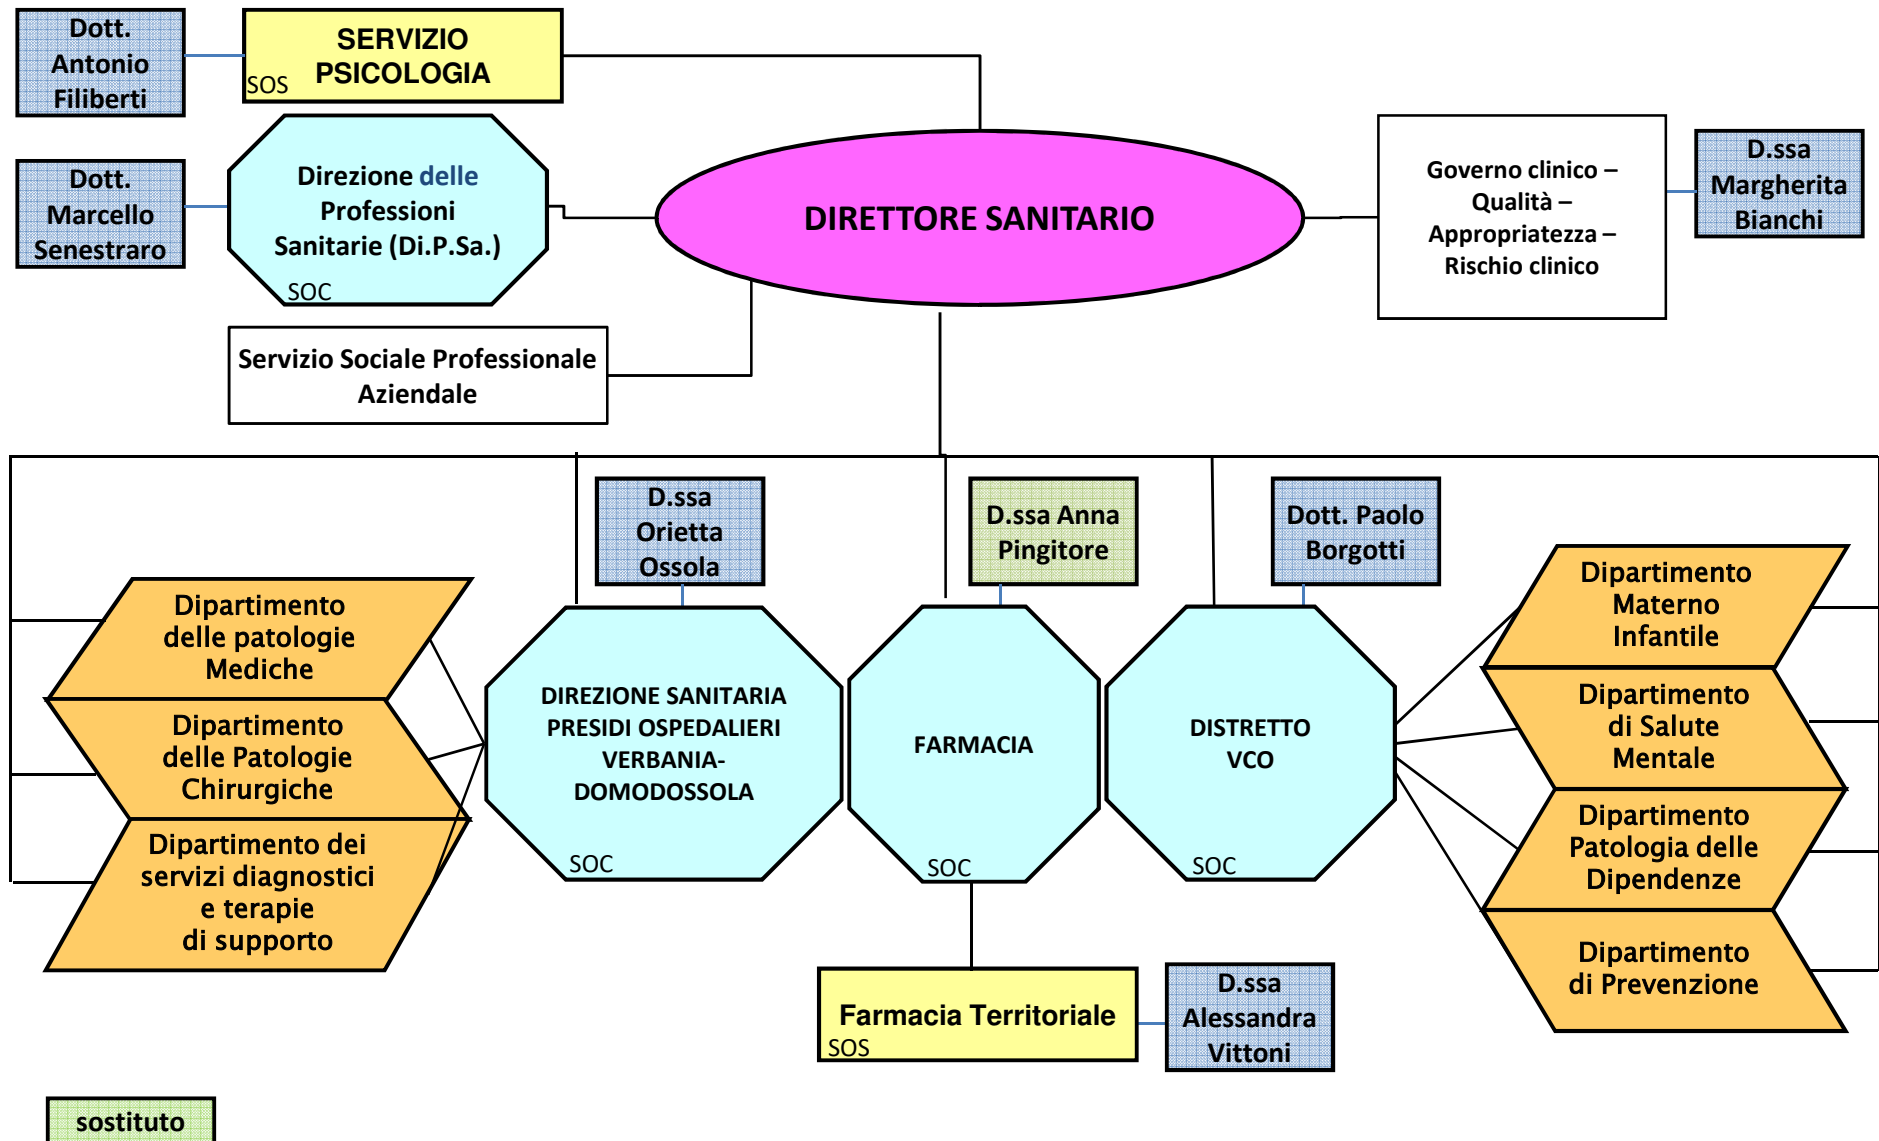 Dott.
Antonio
Filiberti
SERVIZIO
PSICOLOGIA
SOS
Dott.
Marcello
Senestraro
Direzione delle
Professioni
Sanitarie (Di.P.Sa.)
SOC
DIRETTORE SANITARIO
Governo clinico –
Qualità –
Appropriatezza –
Rischio clinico
D.ssa
Margherita
Bianchi
Servizio Sociale Professionale
Aziendale
D.ssa
Orietta
Ossola
D.ssa Anna
Pingitore
Dott. Paolo
Borgotti
Dipartimento
delle patologie
Mediche
Dipartimento
delle Patologie
Chirurgiche
Dipartimento dei
servizi diagnostici
e terapie
di supporto
DIREZIONE SANITARIA
PRESIDI OSPEDALIERI
VERBANIA-
DOMODOSSOLA
SOC
FARMACIA
SOC
DISTRETTO
VCO
SOC
Dipartimento
Materno
Infantile
Dipartimento
di Salute
Mentale
Dipartimento
Patologia delle
Dipendenze
Dipartimento
di Prevenzione
Farmacia Territoriale
SOS
D.ssa
Alessandra
Vittoni
sostituto